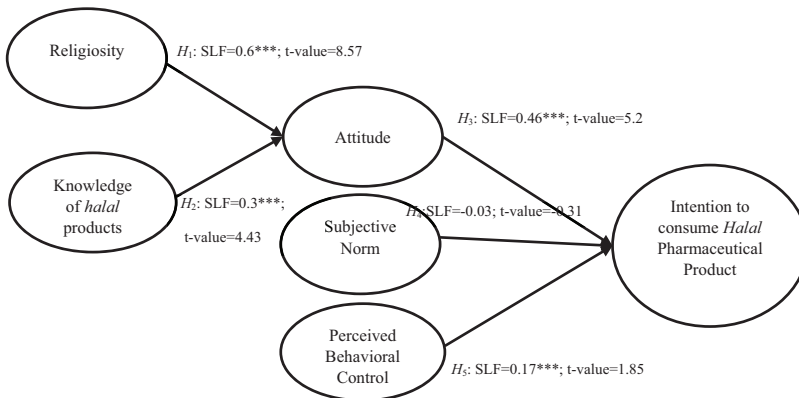 Religiosity
H₁: SLF=0.6***; t-value=8.57
H₃: SLF=0.46***; t-value=5.2
Attitude
Knowledge
of halal
products
H₂: SLF=0.3***;
t-value=4.43
Subjective
Norm
H₄:SLF=-0.03; t-value=-0.31
Intention to
consume Halal
Pharmaceutical
Product
Perceived
Behavioral
Control
H₅: SLF=0.17***; t-value=1.85